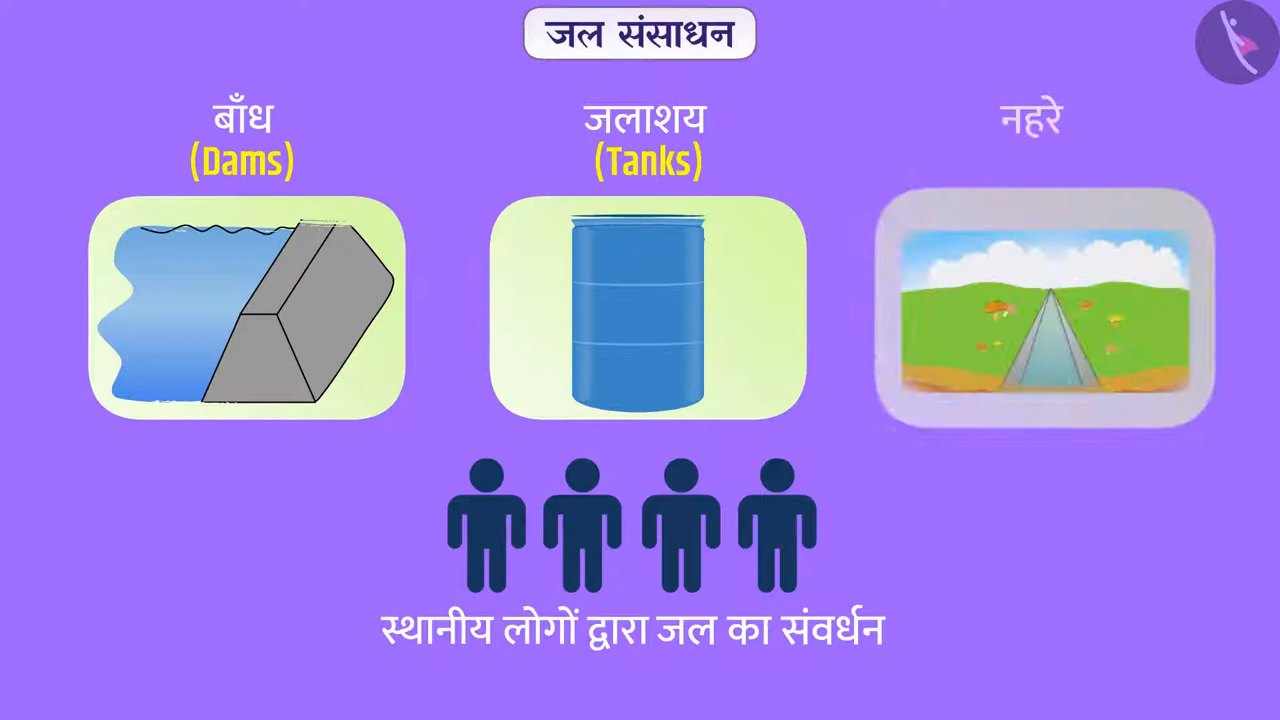 जल संसाधन
बाँध
(Dams)
जलाशय
(Tanks)
नहरे
स्थानीय लोगों द्वारा जल का संवर्धन